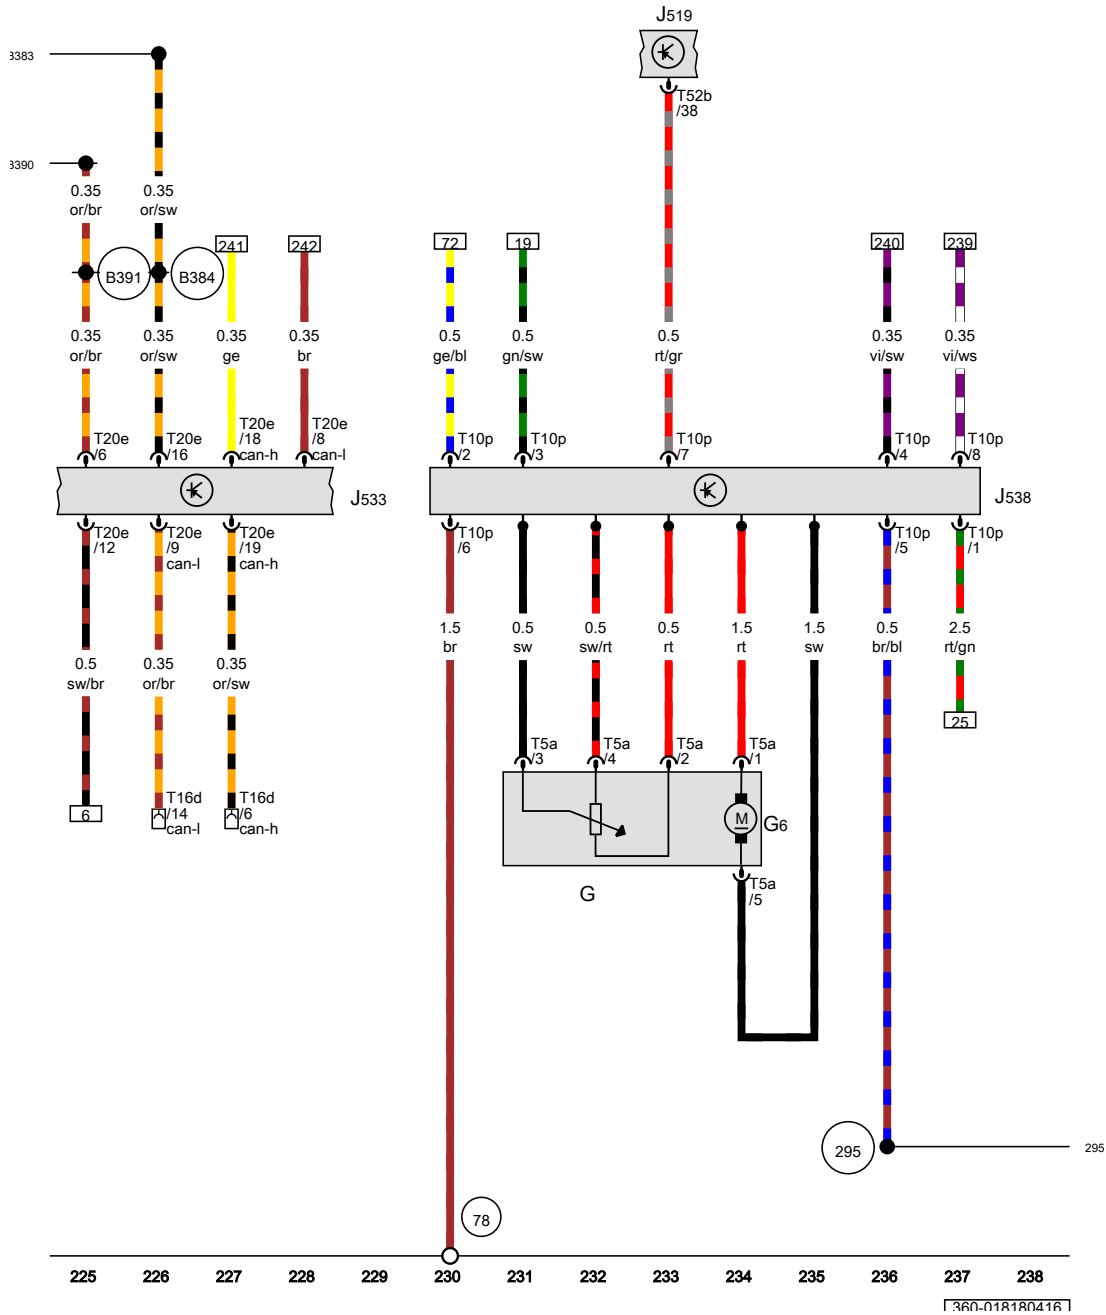 J519
B383
T52b
/38
B390
0.35
or/br
0.35
or/sw
241
242
72
19
240
239
B391
B384
0.35
or/br
0.35
or/sw
0.35
ge
0.35
br
0.5
ge/bl
0.5
gn/sw
0.5
rt/gr
0.35
vi/sw
0.35
vi/ws
T20e
/6
T20e
/16
T20e
/18
can-h
T20e
/8
can-l
T10p
/2
T10p
/3
T10p
/7
T10p
/4
T10p
/8
J533
J538
T20e
/12
T20e
/9
can-l
T20e
/19
can-h
T10p
/6
T10p
/5
T10p
/1
0.5
sw/br
0.35
or/br
0.35
or/sw
1.5
br
0.5
sw
0.5
sw/rt
0.5
rt
1.5
rt
1.5
sw
0.5
br/bl
2.5
rt/gn
25
T5a
/3
T5a
/4
T5a
/2
T5a
/1
6
T16d
/14
can-l
T16d
/6
can-h
M
G6
G
T5a
/5
295
295
78
225 226 227 228 229 230 231 232 233 234 235 236 237 238
360-018180416